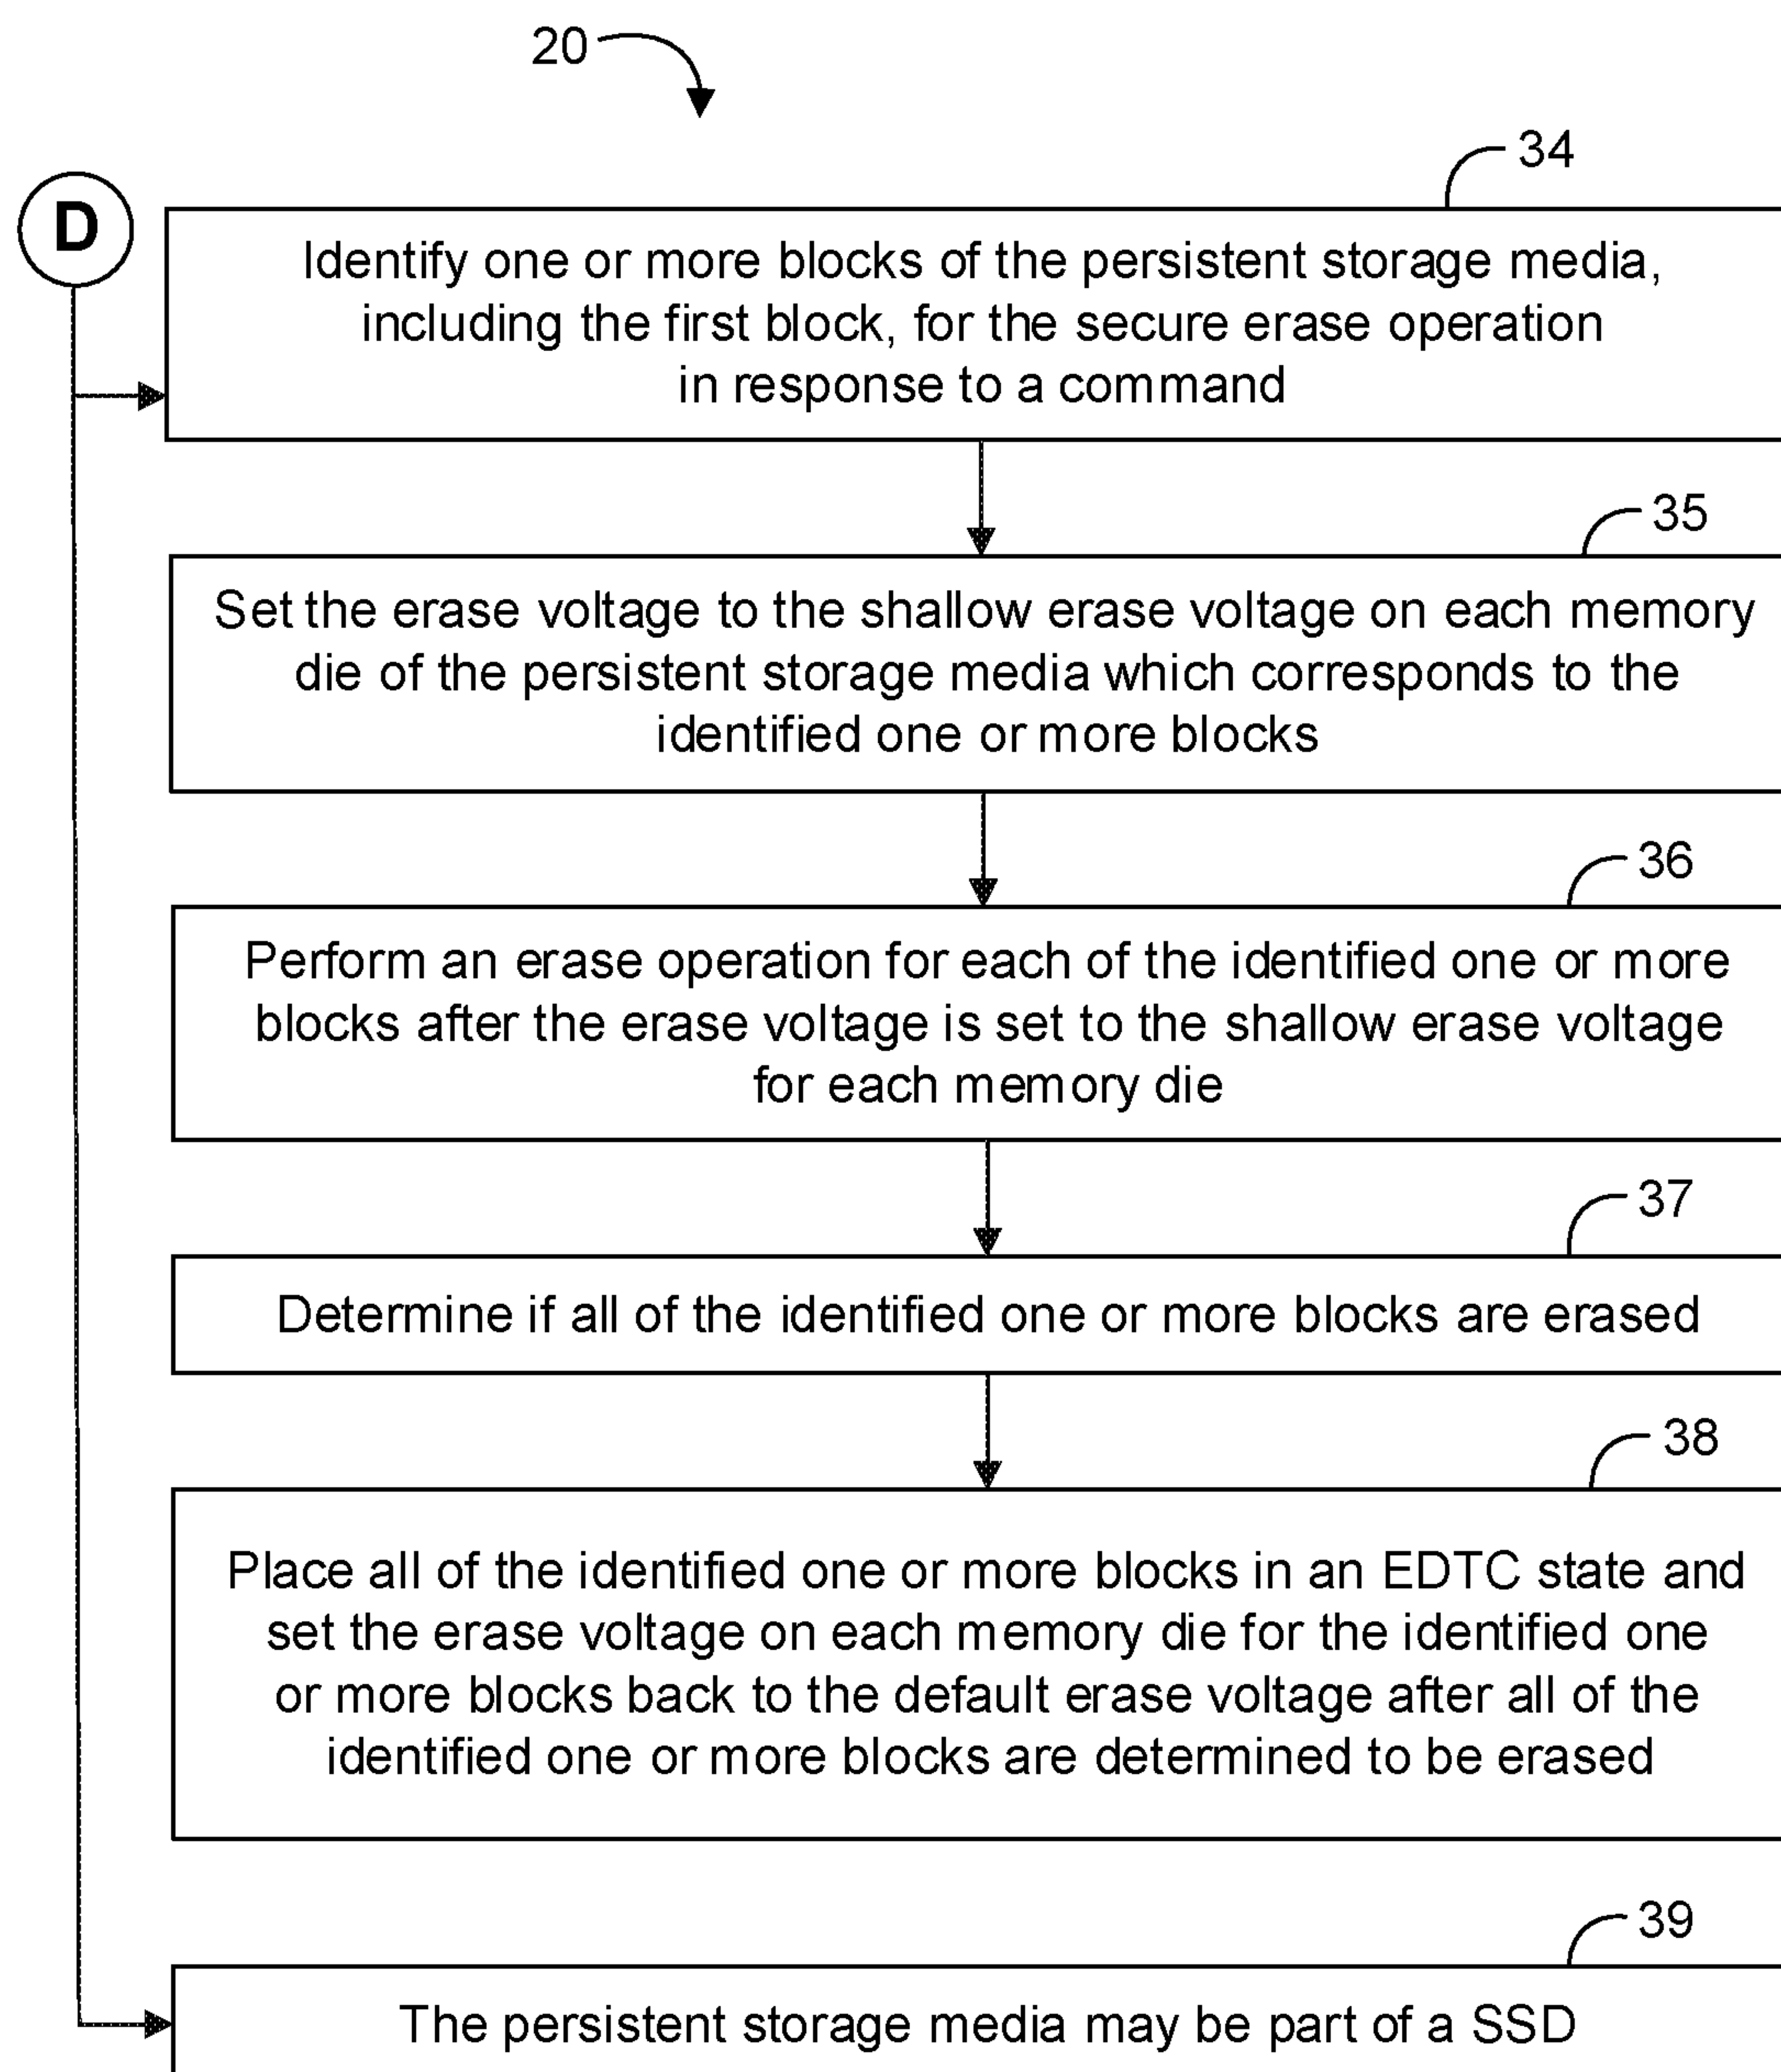 20
34
D
Identify one or more blocks of the persistent storage media,
including the first block, for the secure erase operation
in response to a command
35
Set the erase voltage to the shallow erase voltage on each memory
die of the persistent storage media which corresponds to the
identified one or more blocks
36
Perform an erase operation for each of the identified one or more
blocks after the erase voltage is set to the shallow erase voltage
for each memory die
37
Determine if all of the identified one or more blocks are erased
38
Place all of the identified one or more blocks in an EDTC state and
set the erase voltage on each memory die for the identified one
or more blocks back to the default erase voltage after all of the
identified one or more blocks are determined to be erased
39
The persistent storage media may be part of a SSD